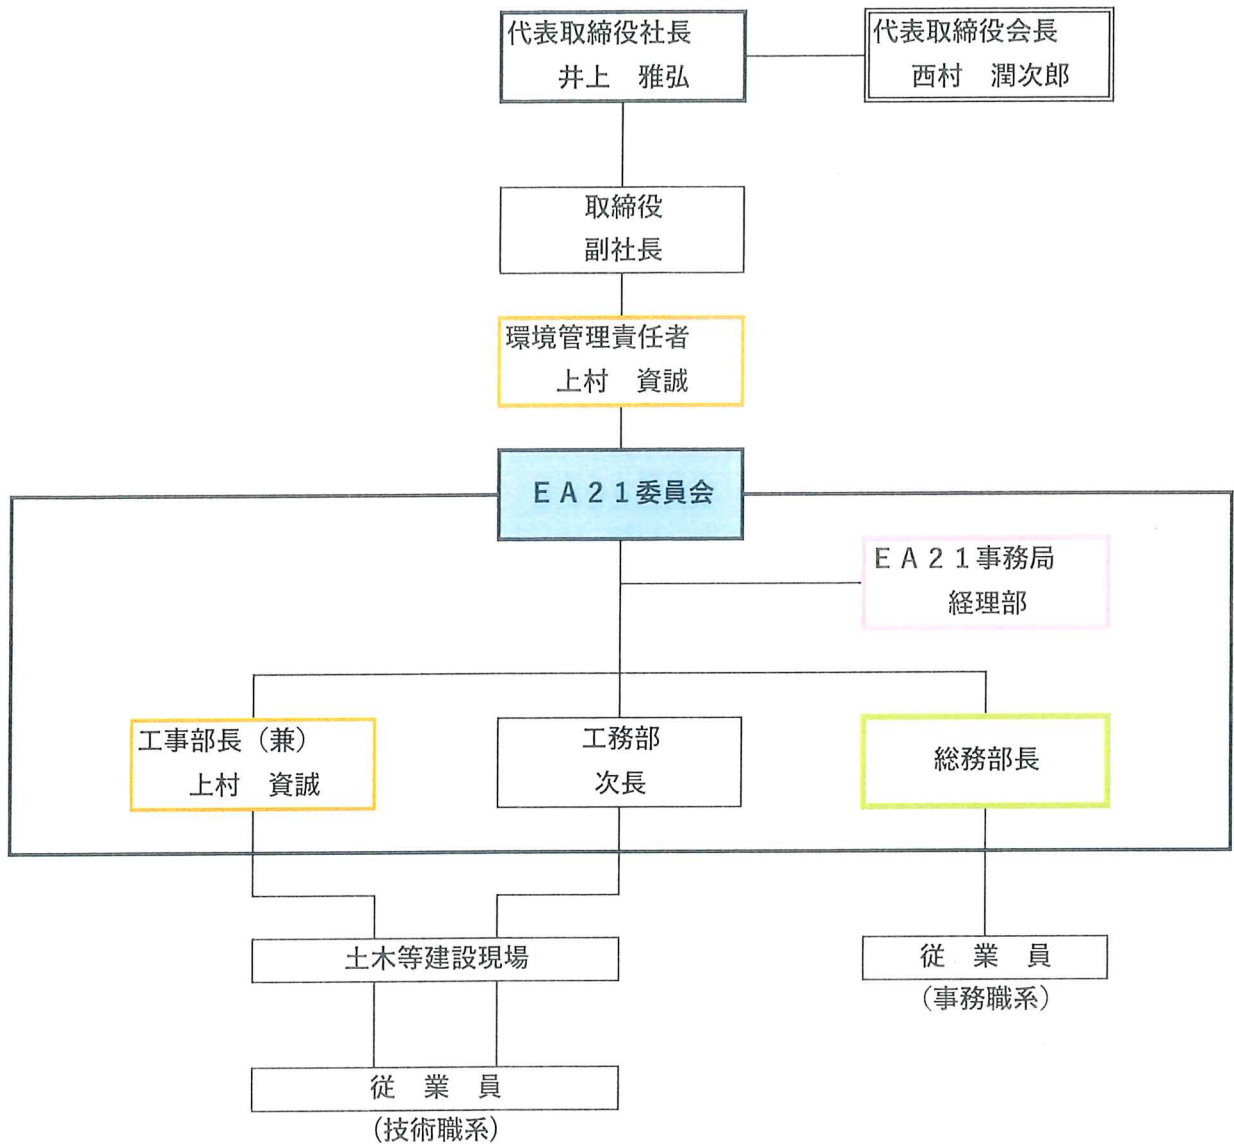 代表取締役社長
井上　雅弘
代表取締役会長
西村　潤次郎
取締役
副社長
環境管理責任者
上村　資誠
ＥＡ２１委員会
ＥＡ２１事務局
経理部
工事部長（兼）
上村　資誠
工務部
次長
総務部長
土木等建設現場
従　業　員
（事務職系）
従　業　員
（技術職系）